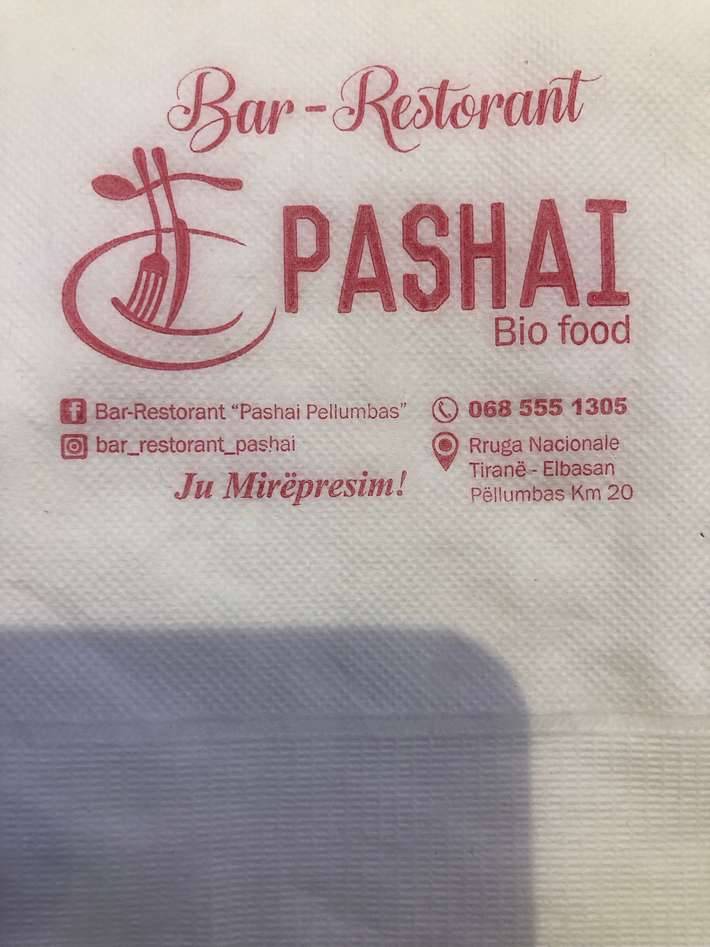 Bar-Restorant
PASHAI
Bio food
Bar-Restorant “Pashai Pellumbas”
bar_restorant_pashai
Ju Mirëpresim!
068 555 1305
Rruga Nacionale
Tiranë - Elbasan
Pëllumbas Km 20